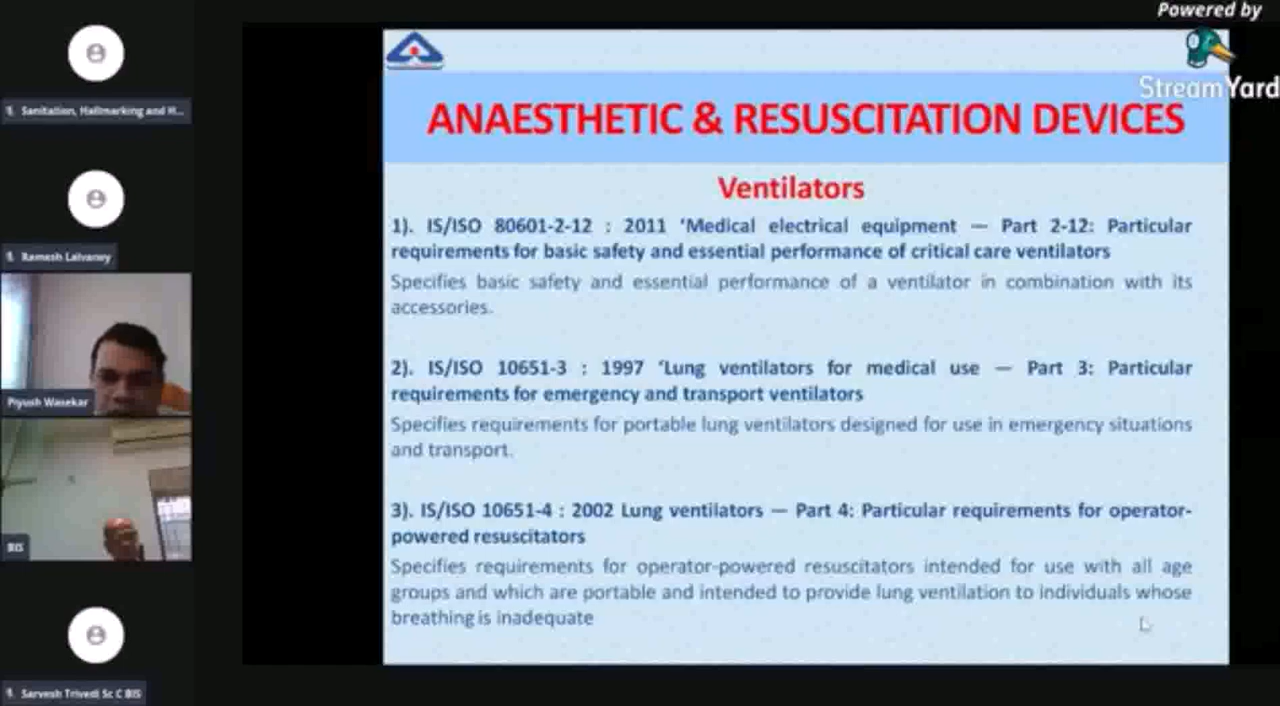 Powered by
StreamYard
Sanitation, Hallmarking and H...
Ramesh Lalvaney
Piyush Wasekar
BIS
Sarvesh Trivedi Sc C BIS
ANAESTHETIC & RESUSCITATION DEVICES
Ventilators
1). IS/ISO 80601-2-12 : 2011 ‘Medical electrical equipment — Part 2-12: Particular
requirements for basic safety and essential performance of critical care ventilators
Specifies basic safety and essential performance of a ventilator in combination with its
accessories.
2). IS/ISO 10651-3 : 1997 ‘Lung ventilators for medical use — Part 3: Particular
requirements for emergency and transport ventilators
Specifies requirements for portable lung ventilators designed for use in emergency situations
and transport.
3). IS/ISO 10651-4 : 2002 Lung ventilators — Part 4: Particular requirements for operator-
powered resuscitators
Specifies requirements for operator-powered resuscitators intended for use with all age
groups and which are portable and intended to provide lung ventilation to individuals whose
breathing is inadequate